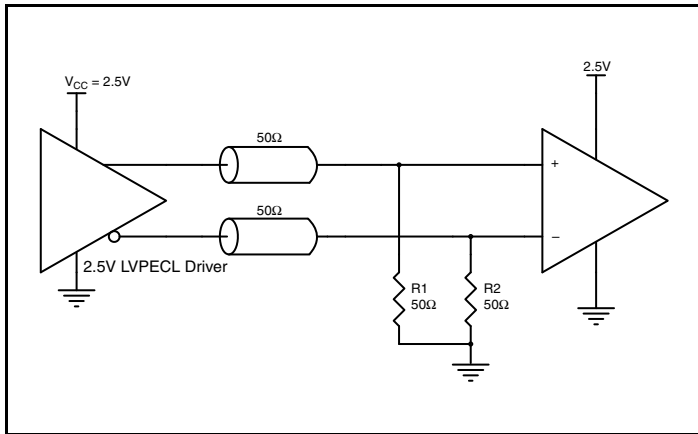 V_CC = 2.5V
2.5V
50Ω
50Ω
+
−
2.5V LVPECL Driver
R1
50Ω
R2
50Ω